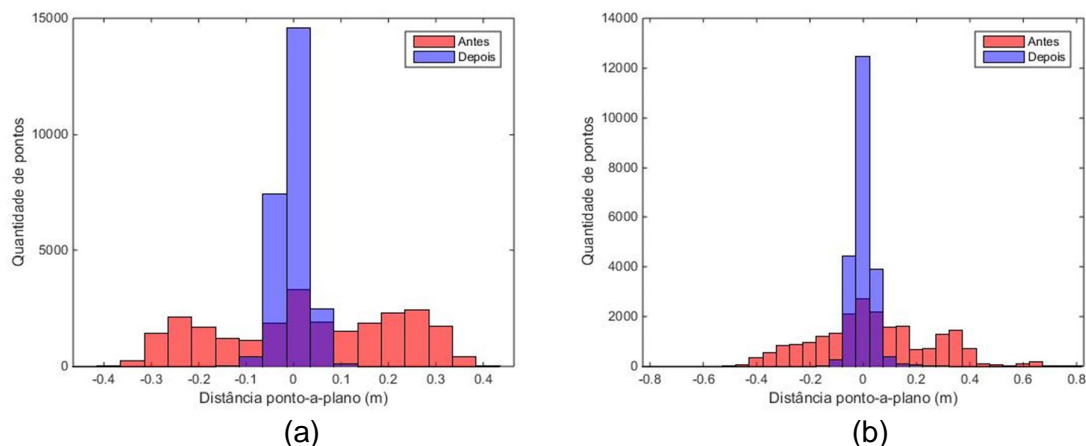 15000
10000
5000
0
Quantidade de pontos
-0.4 -0.3 -0.2 -0.1 0 0.1 0.2 0.3 0.4
Distância ponto-a-plano (m)
Antes
Depois
(a)
14000
12000
10000
8000
6000
4000
2000
0
Quantidade de pontos
-0.8 -0.6 -0.4 -0.2 0 0.2 0.4 0.6 0.8
Distância ponto-a-plano (m)
Antes
Depois
(b)